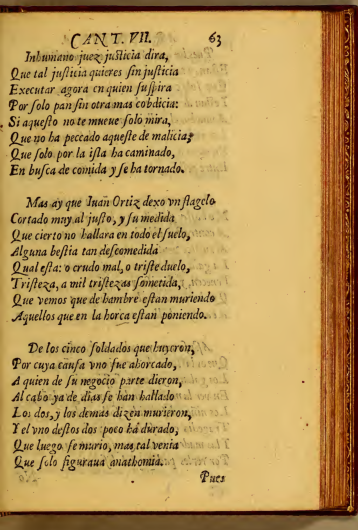 CANT. VII. 63
Inhumano juez justicia dira,
Que tal justicia quieres sin justicia
Executar agora en quien suspira
Por solo pan sin otra mas cobdicia:
Si aquesto no te mueue solo mira,
Que no ha peccado aqueste de malicia;
Que solo por la isla ha caminado,
En busca de comida y se ha tornado.
Mas ay que Iuan Ortiz dexo vn flagelo
Cortado muy al justo, y su medida
Que cierto no hallara en todo el suelo,
Alguna bestia tan descomedida
Qual esta: o crudo mal, o triste duelo,
Tristeza, a mil tristezas sometida,
Que vemos que de hambre estan muriendo
Aquellos que en la horca estan poniendo.
De los cinco soldados que huyeron,
Por cuya causa vno fue ahorcado,
A quien de su negocio parte dieron,
Al cabo ya de dias se han hallado
Los dos, y los demas dizen murieron,
Y el vno destos dos poco hà durado,
Que luego se murio, mas tal venia
Que solo figuraua anathomia.
Pues